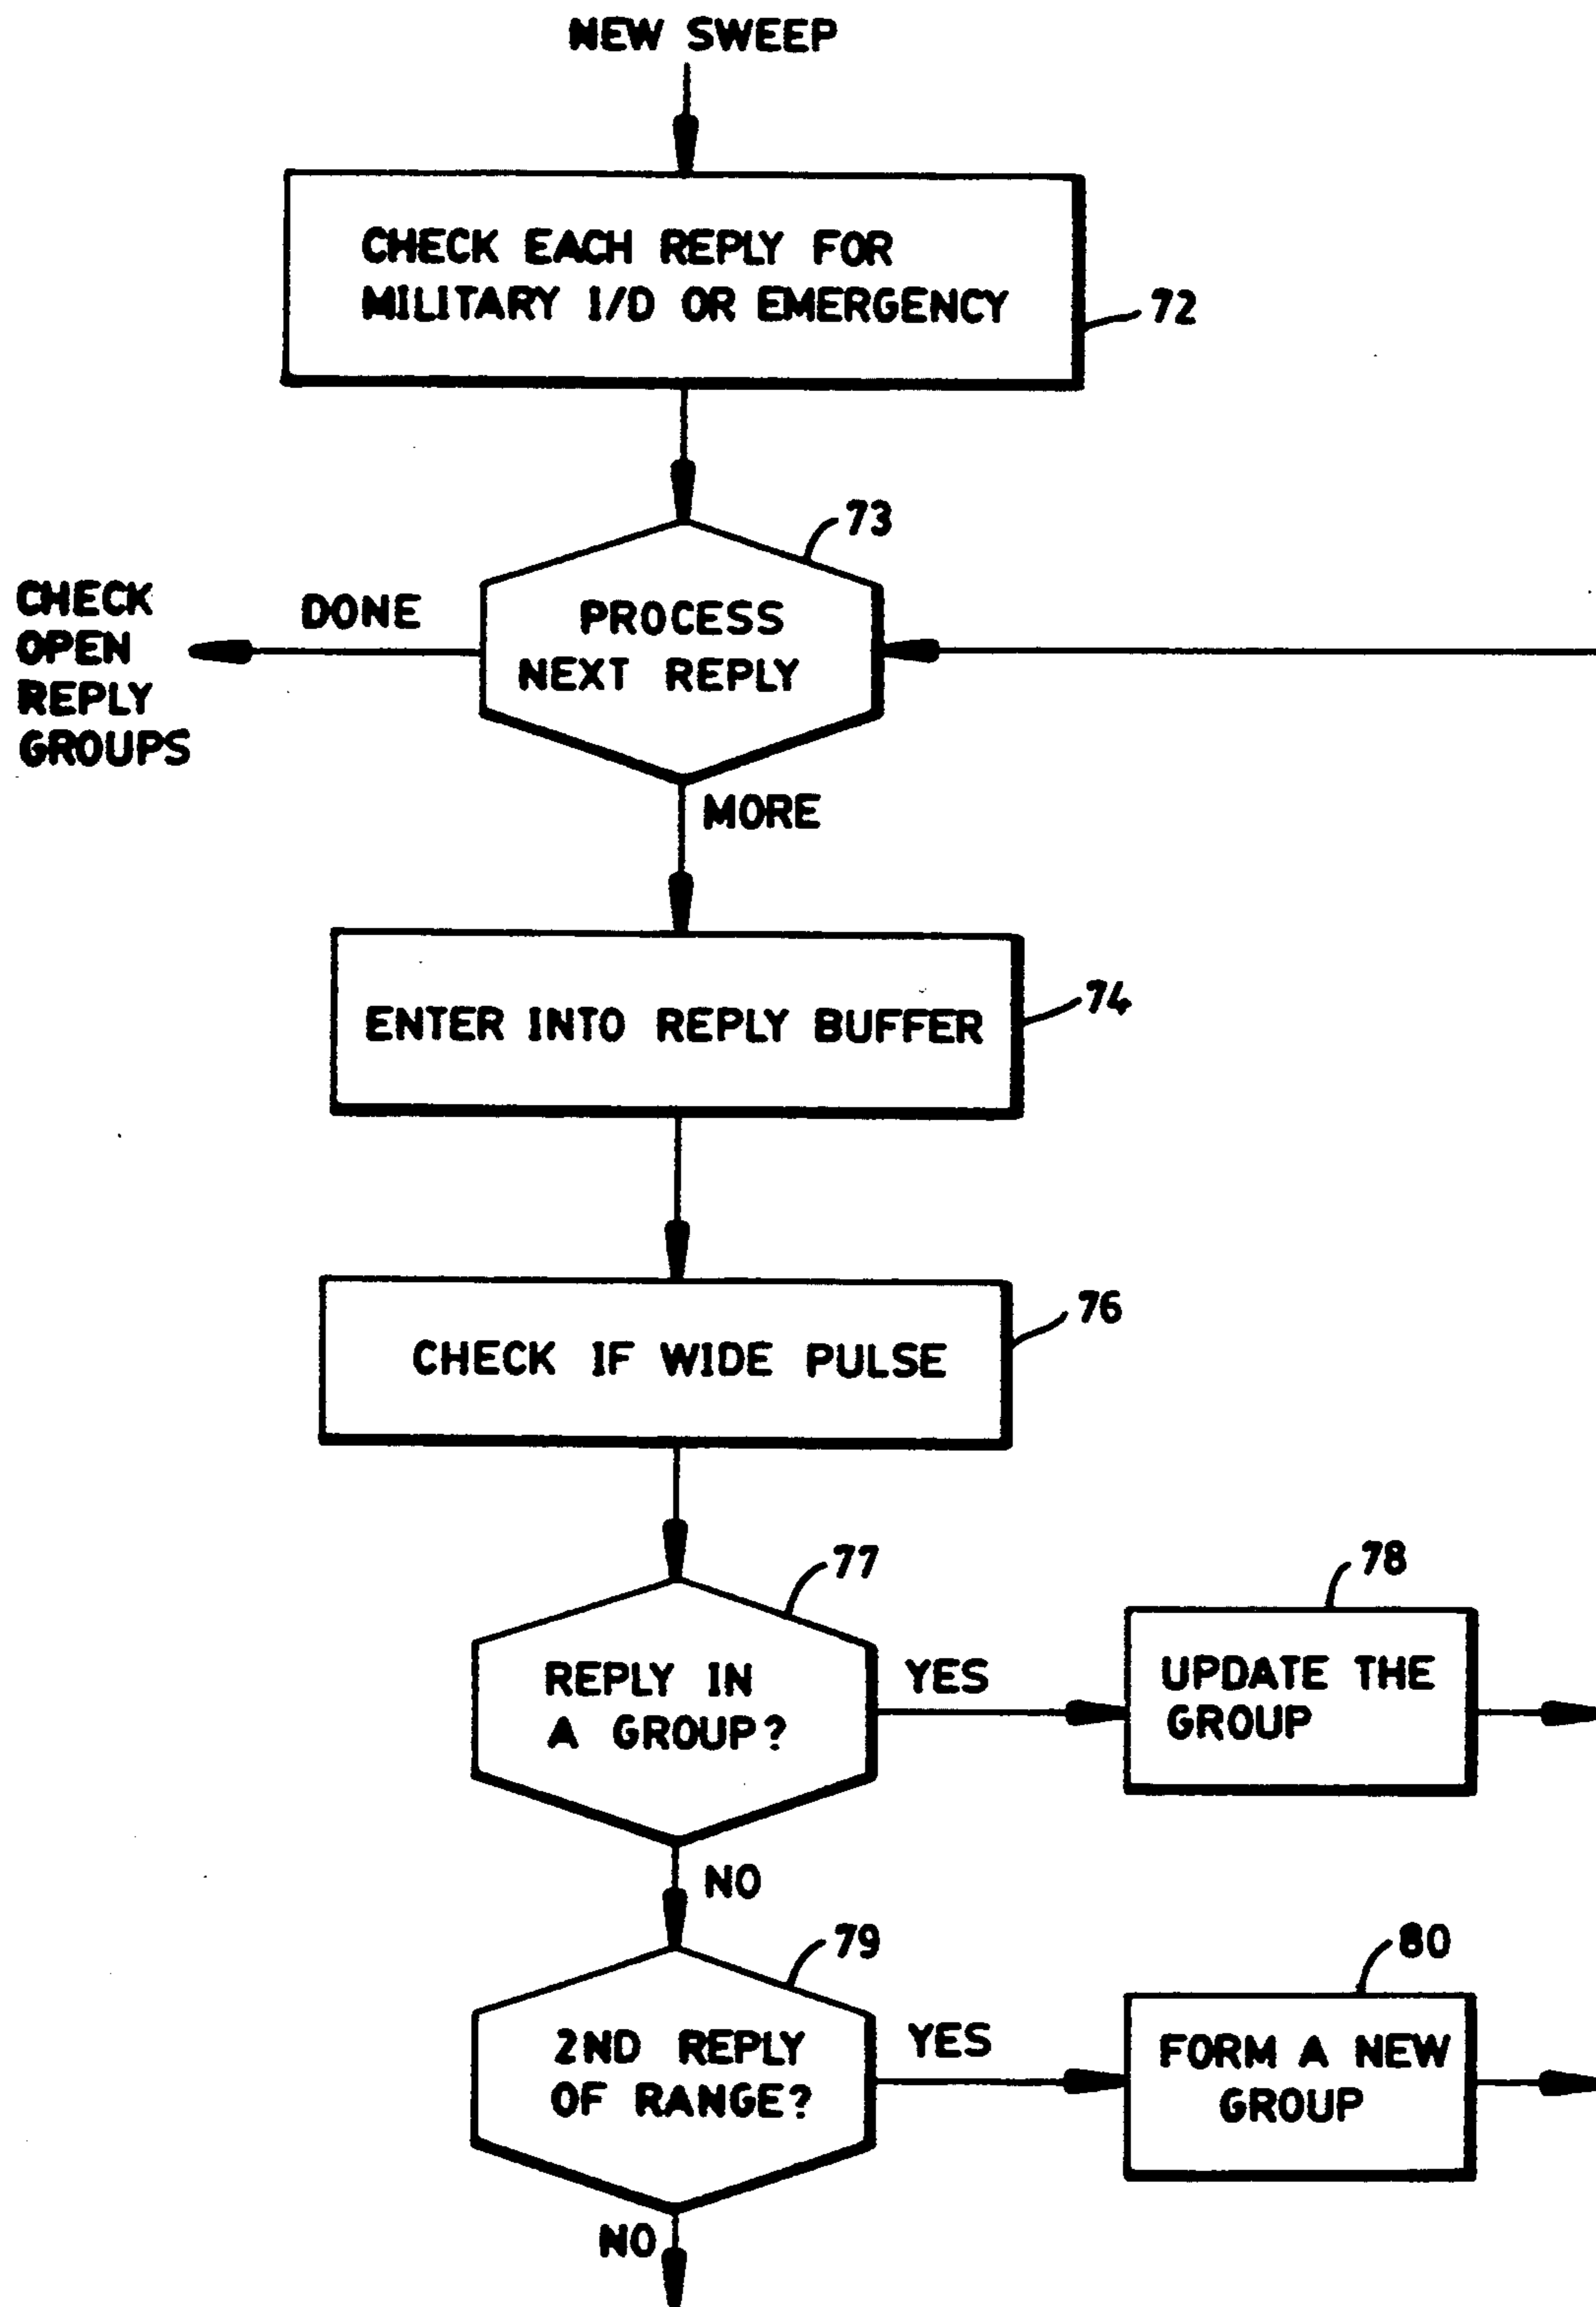 NEW SWEEP
CHECK EACH REPLY FOR
MILITARY I/D OR EMERGENCY
72
73
CHECK
OPEN
REPLY
GROUPS
DONE
PROCESS
NEXT REPLY
MORE
ENTER INTO REPLY BUFFER
74
CHECK IF WIDE PULSE
76
77
REPLY IN
A GROUP?
YES
78
UPDATE THE
GROUP
NO
79
2ND REPLY
OF RANGE?
YES
80
FORM A NEW
GROUP
NO